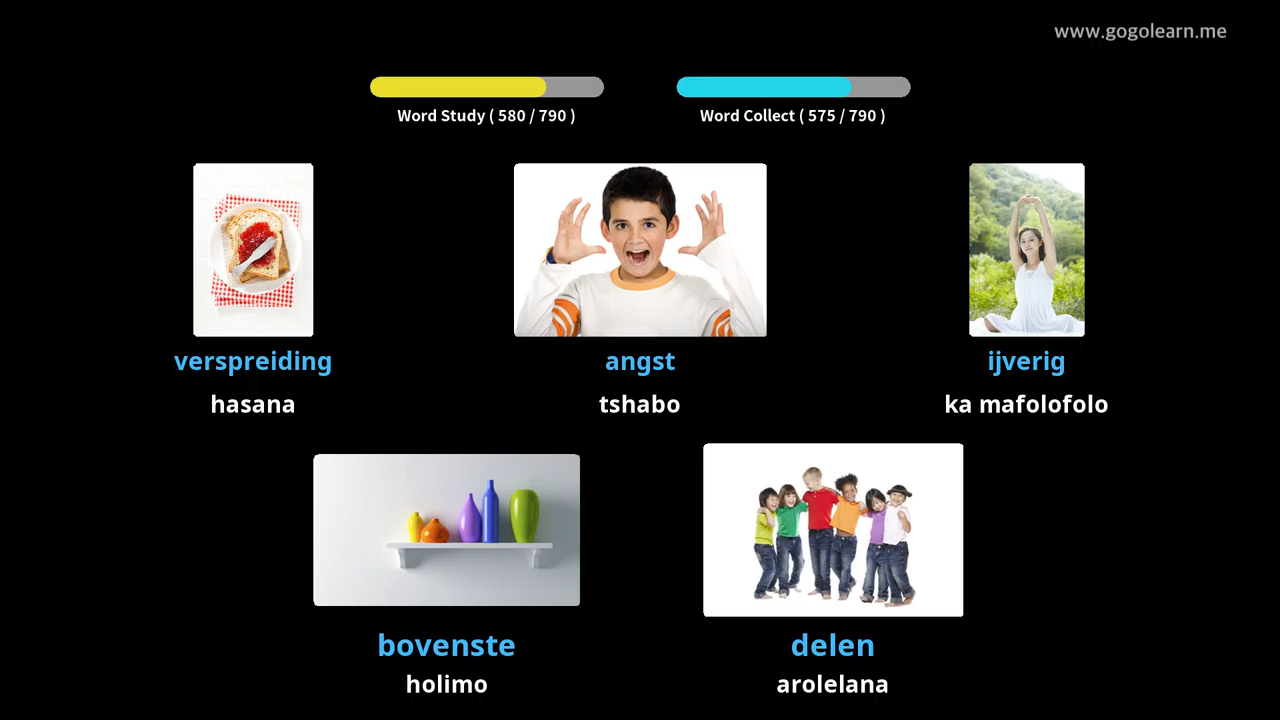 www.gogolearn.me
Word Study ( 580 / 790 )
Word Collect ( 575 / 790 )
verspreiding
hasana
angst
tshabo
ijverig
ka mafolofolo
bovenste
holimo
delen
arolelana